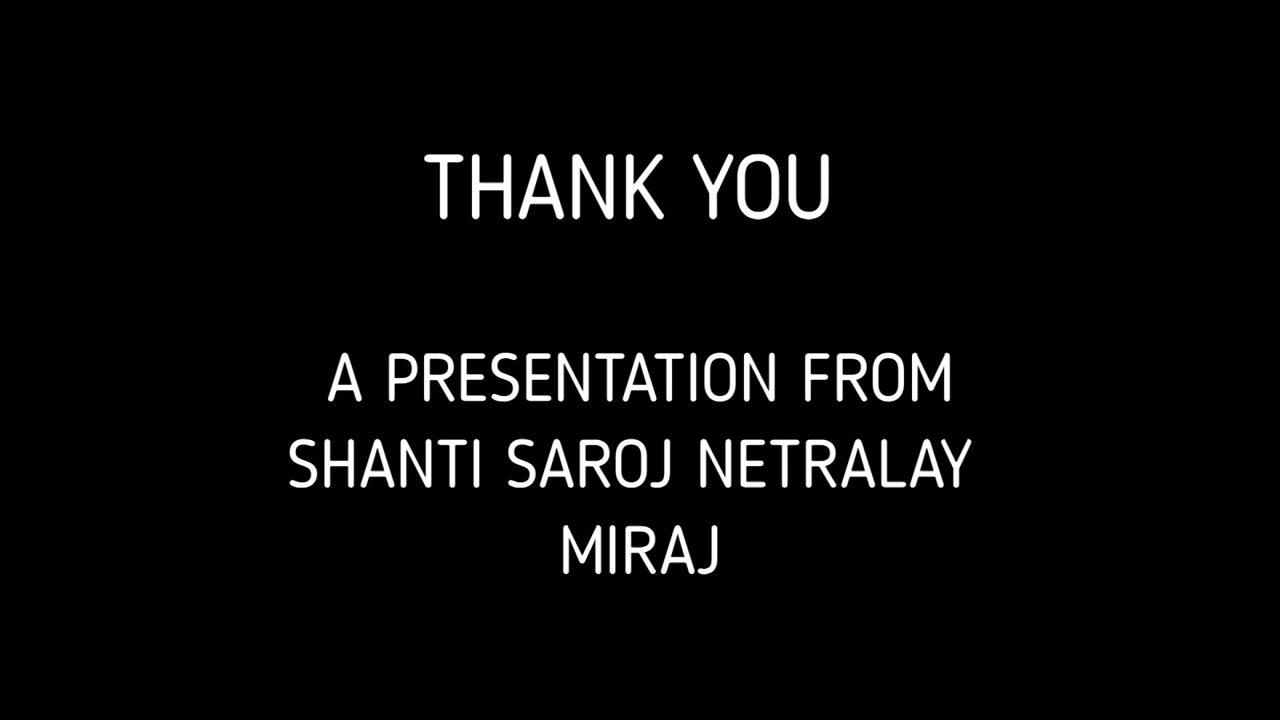 THANK YOU
A PRESENTATION FROM
SHANTI SAROJ NETRALAY
MIRAJ